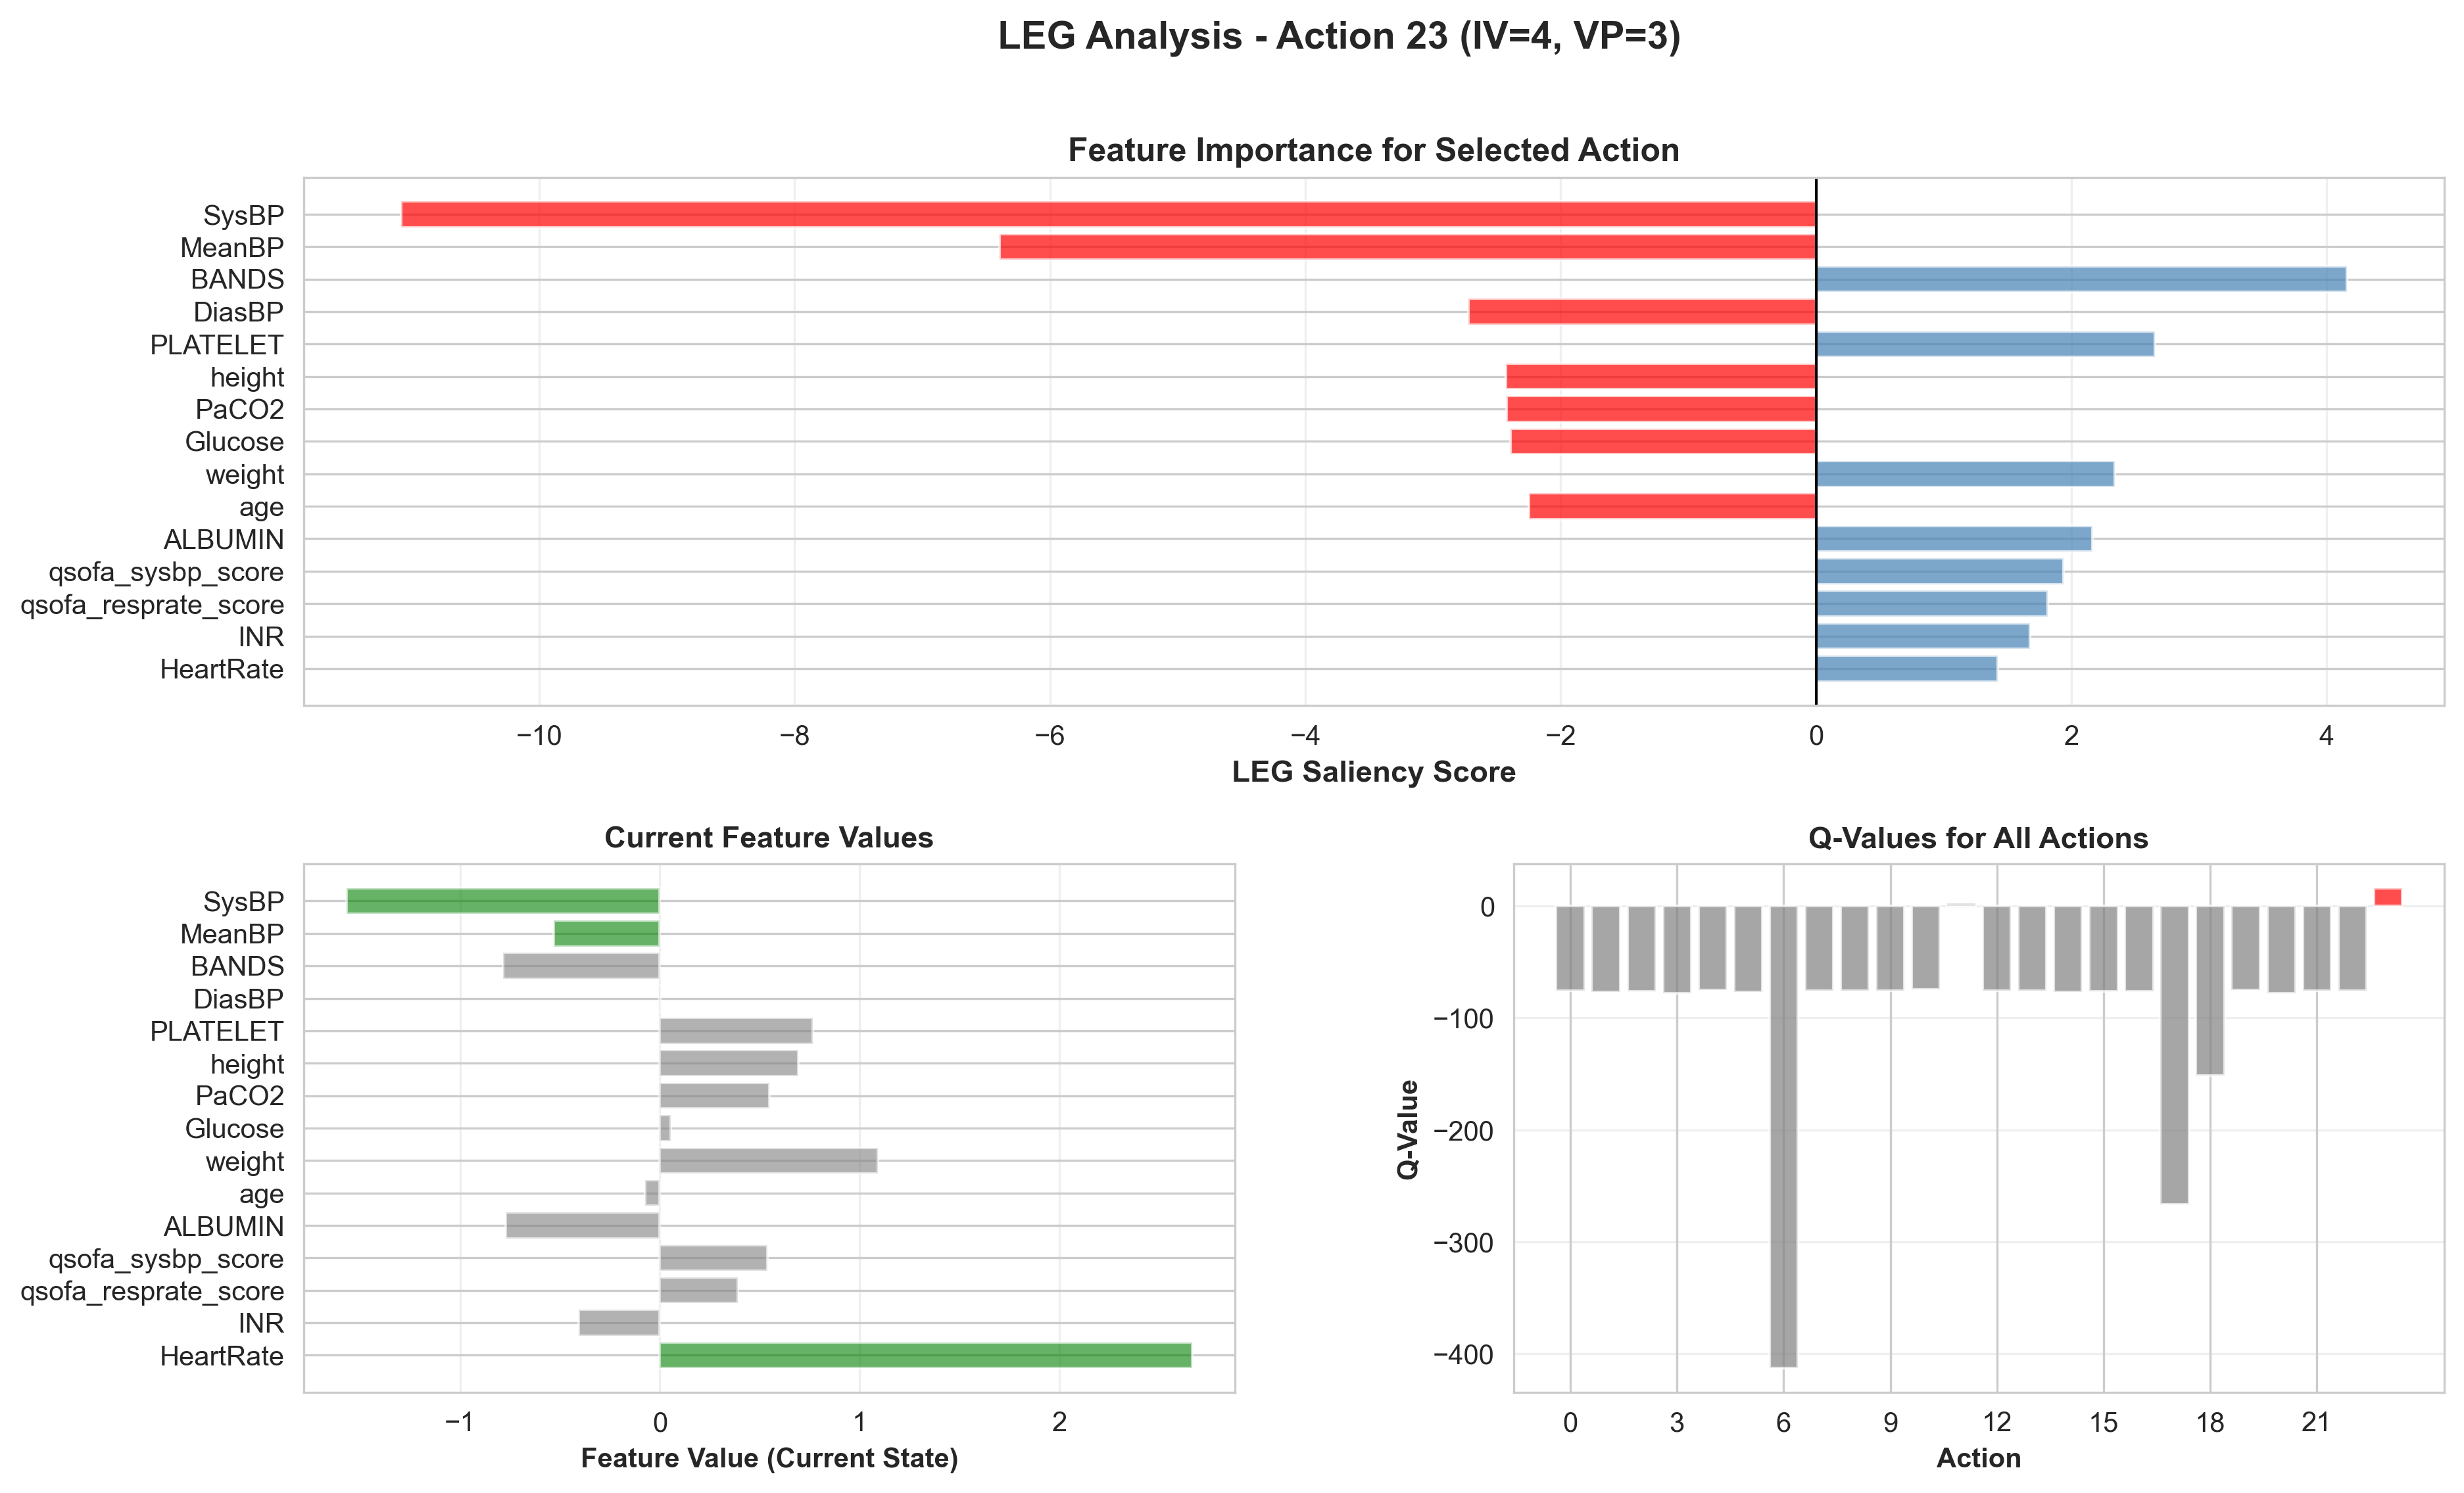 LEG Analysis - Action 23 (IV=4, VP=3)
Feature Importance for Selected Action
SysBP
MeanBP
BANDS
DiasBP
PLATELET
height
PaCO2
Glucose
weight
age
ALBUMIN
qsofa_sysbp_score
qsofa_resprate_score
INR
HeartRate
−10 −8 −6 −4 −2 0 2 4
LEG Saliency Score
Current Feature Values
SysBP
MeanBP
BANDS
DiasBP
PLATELET
height
PaCO2
Glucose
weight
age
ALBUMIN
qsofa_sysbp_score
qsofa_resprate_score
INR
HeartRate
−1 0 1 2
Feature Value (Current State)
Q-Values for All Actions
Q-Value
0
−100
−200
−300
−400
0 3 6 9 12 15 18 21
Action